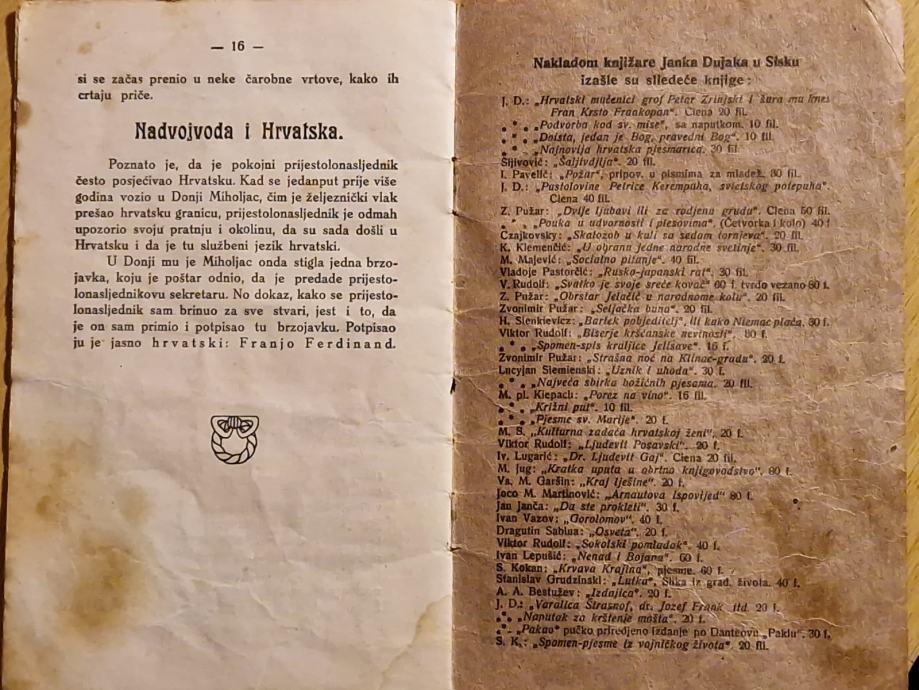 — 16 —
si se začas prenio u neke čarobne vrtove, kako ih
crtaju priče.
Nadvojvoda i Hrvatska.
Poznato je, da je pokojni prijestolonasljednik
često posjećivao Hrvatsku. Kad se jedanput prije više
godina vozio u Donji Miholjac, čim je željeznički vlak
prešao hrvatsku granicu, prijestolonasljednik je odmah
upozorio svoju pratnju i okolinu, da su sada došli u
Hrvatsku i da je tu službeni jezik hrvatski.
U Donji mu je Miholjac onda stigla jedna brzo-
javka, koju je poštar odnio, da je predade prijesto-
lonasljednikovu sekretaru. No dokaz, kako se prijesto-
lonasljednik sam brinuo za sve stvari, jest i to, da
je on sam primio i potpisao tu brzojavku. Potpisao
ju je jasno hrvatski: Franjo Ferdinand.
Nakladom knjižare Janka Dujaka u Sisku
izašle su slledeće knjige:
J. D.: „Hrvatski mučenici grof Petar Zrinjski i šura mu knes
Fran Krsto Frankopan". Ciena 20 fil.
„Podvorba kod sv. mise", sa naputkom. 10 fil.
„Doista, jedan je Bog, pravedni Bog". 10 fil.
„Najnovija hrvatska pjesmarica. 30 fil.
Šijivović: „Šaljivdjija". 20 fil.
I. Pavelić: „Požar", pripov. u pismima za mladež. 80 fil.
J. D.: „Pustolovine Petrice Kerempuha, svietskog potepuha".
Ciena 40 fil.
Z. Pužar: „Dvije ljubavi ili za rodjenu grudu". Ciena 50 fil.
„Pouka u udvornosti i plesovima". (Četvorka i kolo) 40 f.
Czajkovsky: „Skalozub u kuli sa sedam tornjeva". 20 fil.
K. Klemenčić: „U obranu jedne narodne svetinje". 30 fil.
M. Majević: „Socialno pitanje". 40 fil.
Vladoje Pastorčić: „Rusko-japanski rat". 30 fil.
V. Rudolf: „Svatko je svoje sreće kovač" 60 f. tvrdo vezano 80 f.
Z. Pužar: „Obrstar Jelačić u narodnome kolu". 20 f.
Zvonimir Pužar: „Seljačka buna". 20 fil.
H. Sienkievicz: „Bartek pobjeditelj", ili kako Niemac plaća. 80 f.
Viktor Rudolf: „Biserje kršćanske nevinosti". 80 f.
„Spomen-spis kraljice Jelisave". 16 f.
Zvonimir Pužar: „Strašna noć na Klinac-gradu". 20 f.
Lucyjan Siemienski: „Uznik i uhoda". 30 f.
„Največa sbirka božićnih pjesama. 20 fil.
M. pl. Kiepach: „Porez na vino". 16 fil.
„Križni put". 10 fil.
„Pjesme sv. Marije". 20 f.
M. S. „Kulturna zadaća hrvatskoj ženi", 20 f.
Viktor Rudolf: „Ljudevit Posavski". 20 f.
Iv. Lugarić: „Dr. Ljudevit Gaj". Ciena 20 fil.
M. Jug: „Kratka uputa u obrtno knjigovodstvo". 80 f.
Vs. M. Garšin: „Kraj lješine". 20 f.
Joco M. Martinović: „Arnautova ispovijed" 80 f.
Jan Janča: „Da ste prokleti". 30 f.
Ivan Vazov: „Gorolomov". 40 f.
Dragutin Sabina: „Osveta". 20 f.
Viktor Rudolf: „Sokolski pomladak". 40 f.
Ivan Lepušić: „Nenad i Bojana". 60 f.
S. Kokan: „Krvava Krajina", pjesme. 60 f.
Stanislav Grudzinski: „Lutka". Slika iz grad. života. 40 f.
A. A. Bestužev: „Izdajica". 20 f.
J. D.: „Varalica Strasnof, dr. Jozef Frank itd. 20 f.
„Naputak za krštenje mošta". 20 f.
„Pakao" pučko priredjeno izdanje po Danteovu „Paklu". 30 f.
S. K.: „Spomen-pjesme iz vojničkog života". 20 fil.